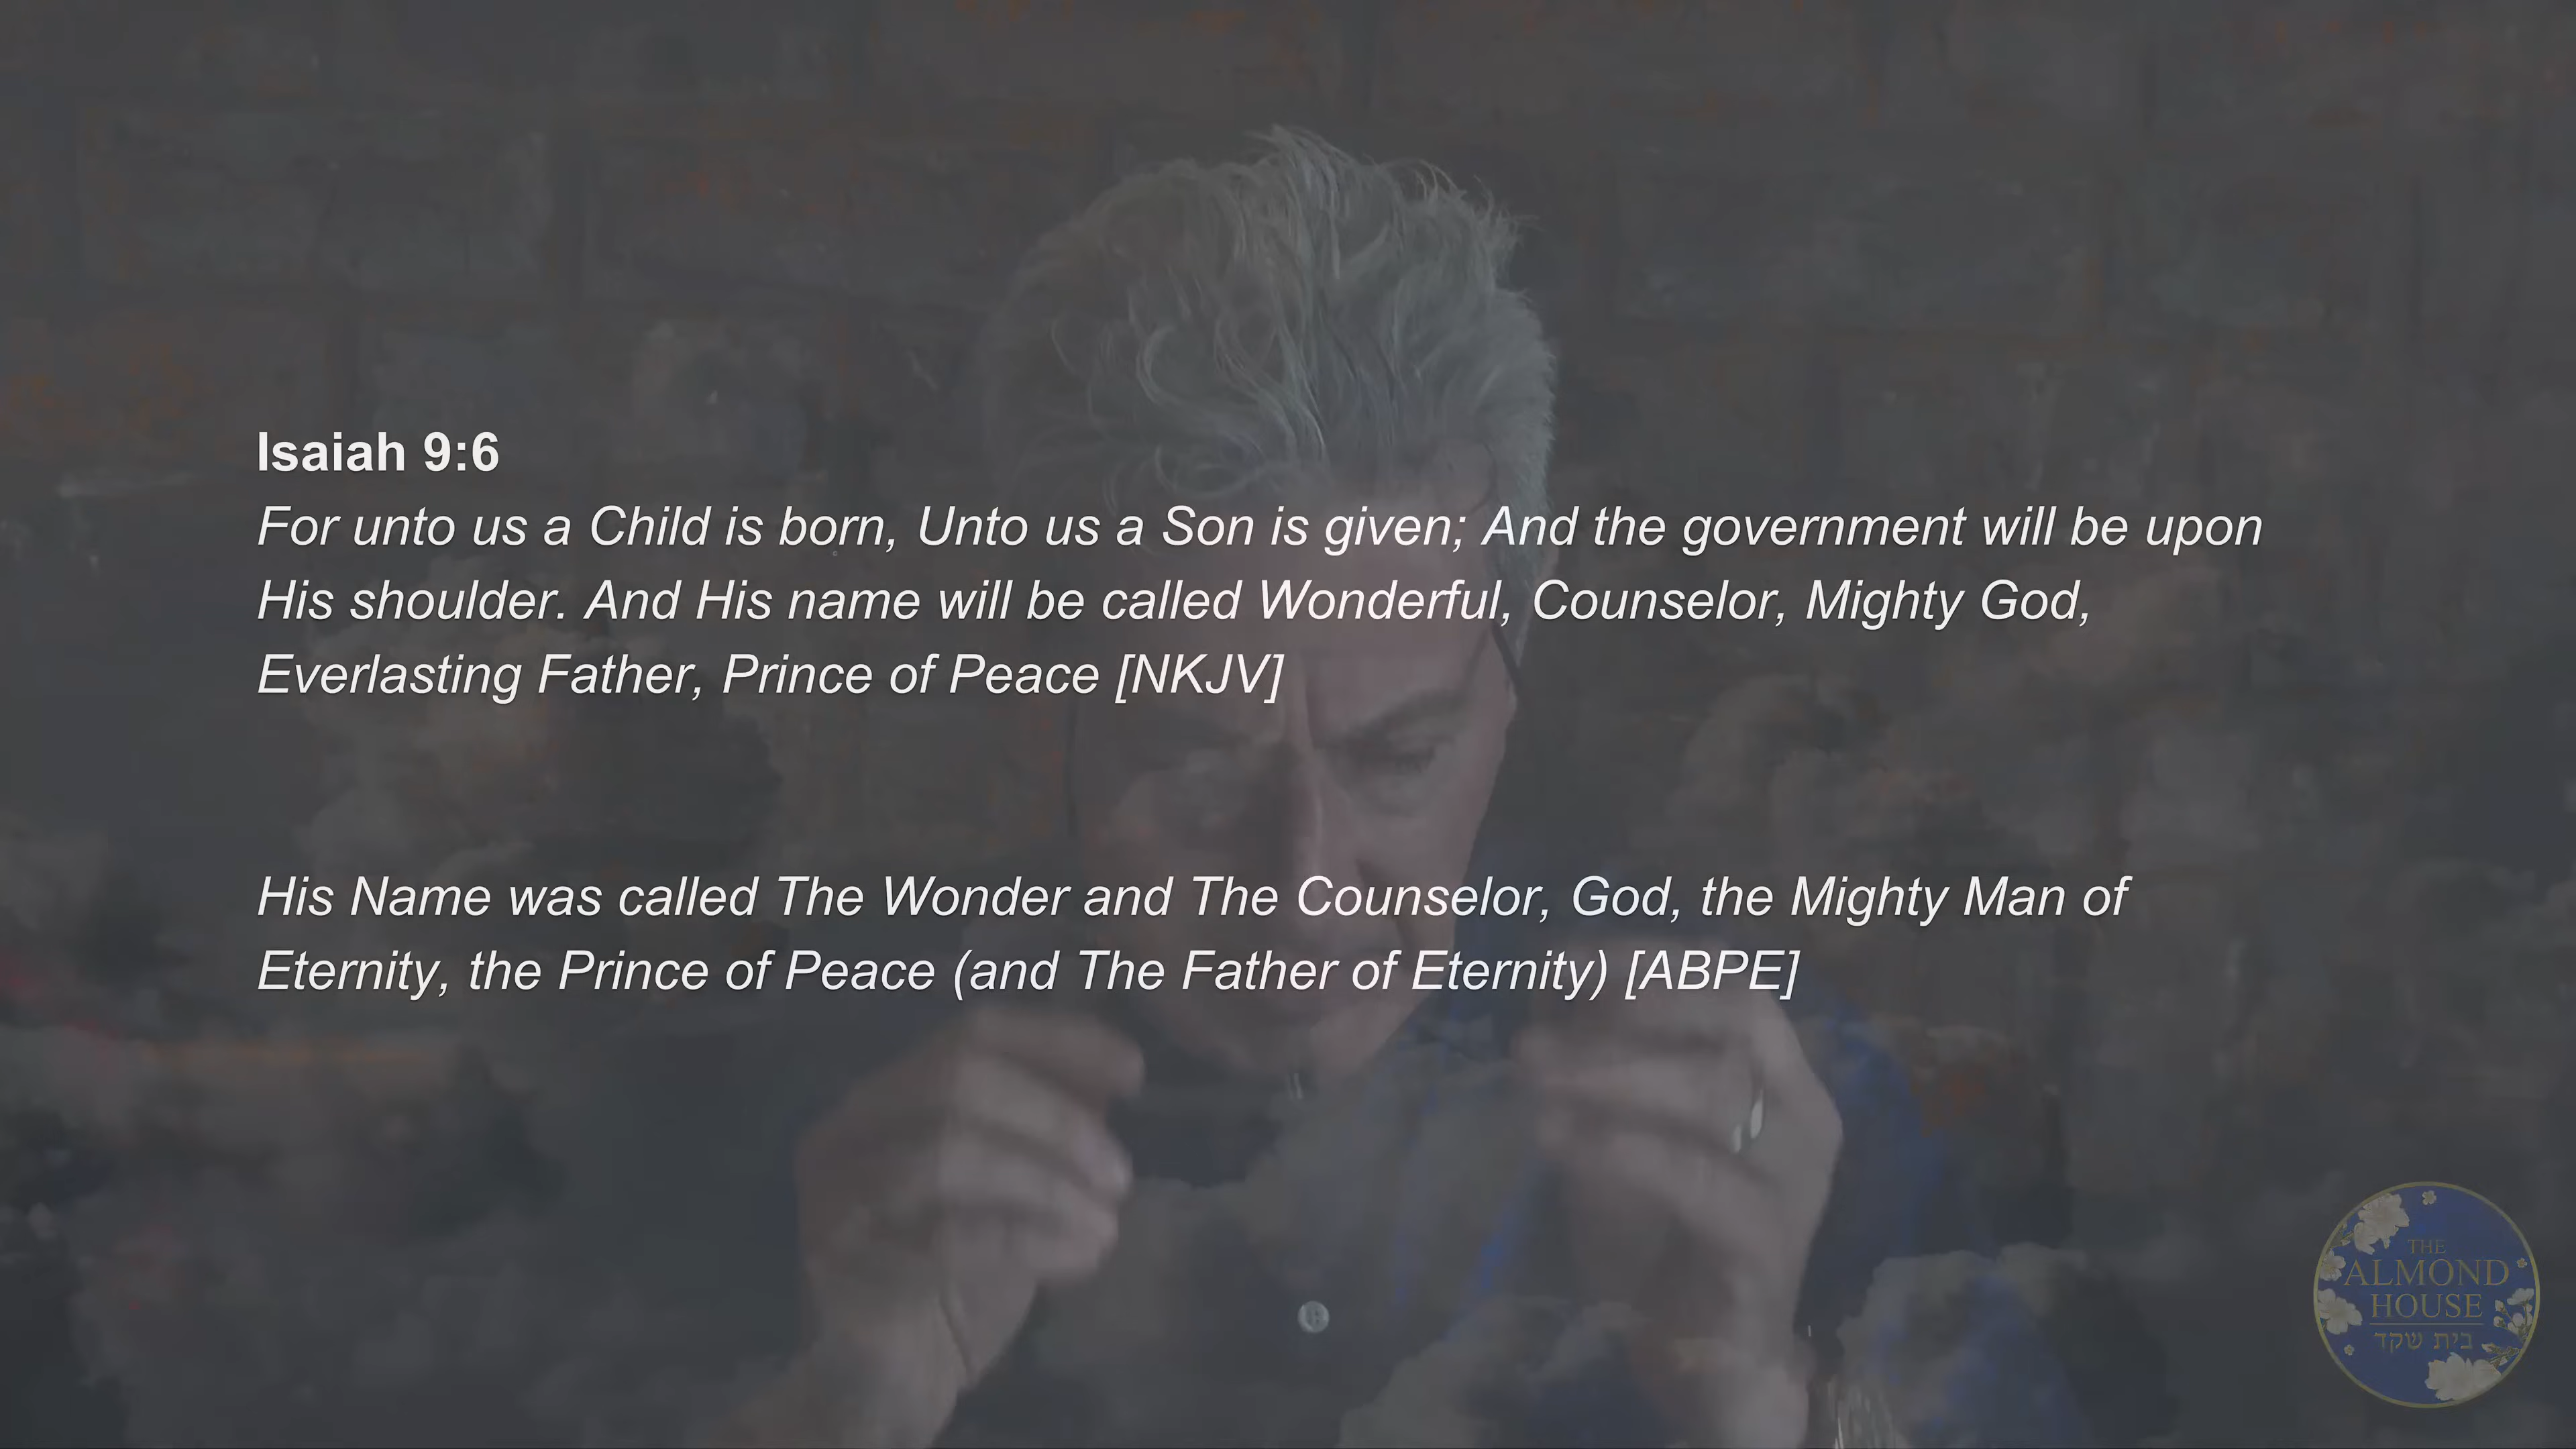 Isaiah 9:6
For unto us a Child is born, Unto us a Son is given; And the government will be upon
His shoulder. And His name will be called Wonderful, Counselor, Mighty God,
Everlasting Father, Prince of Peace [NKJV]
His Name was called The Wonder and The Counselor, God, the Mighty Man of
Eternity, the Prince of Peace (and The Father of Eternity) [ABPE]
THE
ALMOND
HOUSE
בית שקד